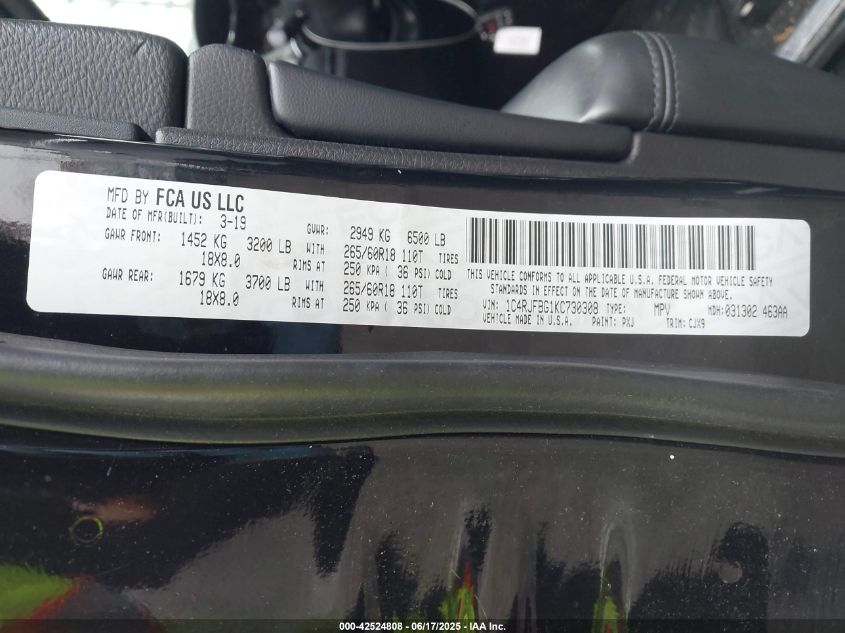 MFD BY FCA US LLC
DATE OF MFR(BUILT): 3-19 GVWR: 2949 KG 6500 LB
GAWR FRONT: 1452 KG 3200 LB WITH 265/60R18 110T TIRES
18X8.0 RIMS AT 250 KPA ( 36 PSI) COLD
GAWR REAR: 1679 KG 3700 LB WITH 265/60R18 110T TIRES
18X8.0 RIMS AT 250 KPA ( 36 PSI) COLD
THIS VEHICLE CONFORMS TO ALL APPLICABLE U.S.A. FEDERAL MOTOR VEHICLE SAFETY
STANDARDS IN EFFECT ON THE DATE OF MANUFACTURE SHOWN ABOVE.
VIN: 1C4RJFBG1KC730308 TYPE: MPV MDH:031302 463AA
VEHICLE MADE IN U.S.A. PAINT: PXJ TRIM: CJX9
000-42524808 - 06/17/2025 - IAA Inc.